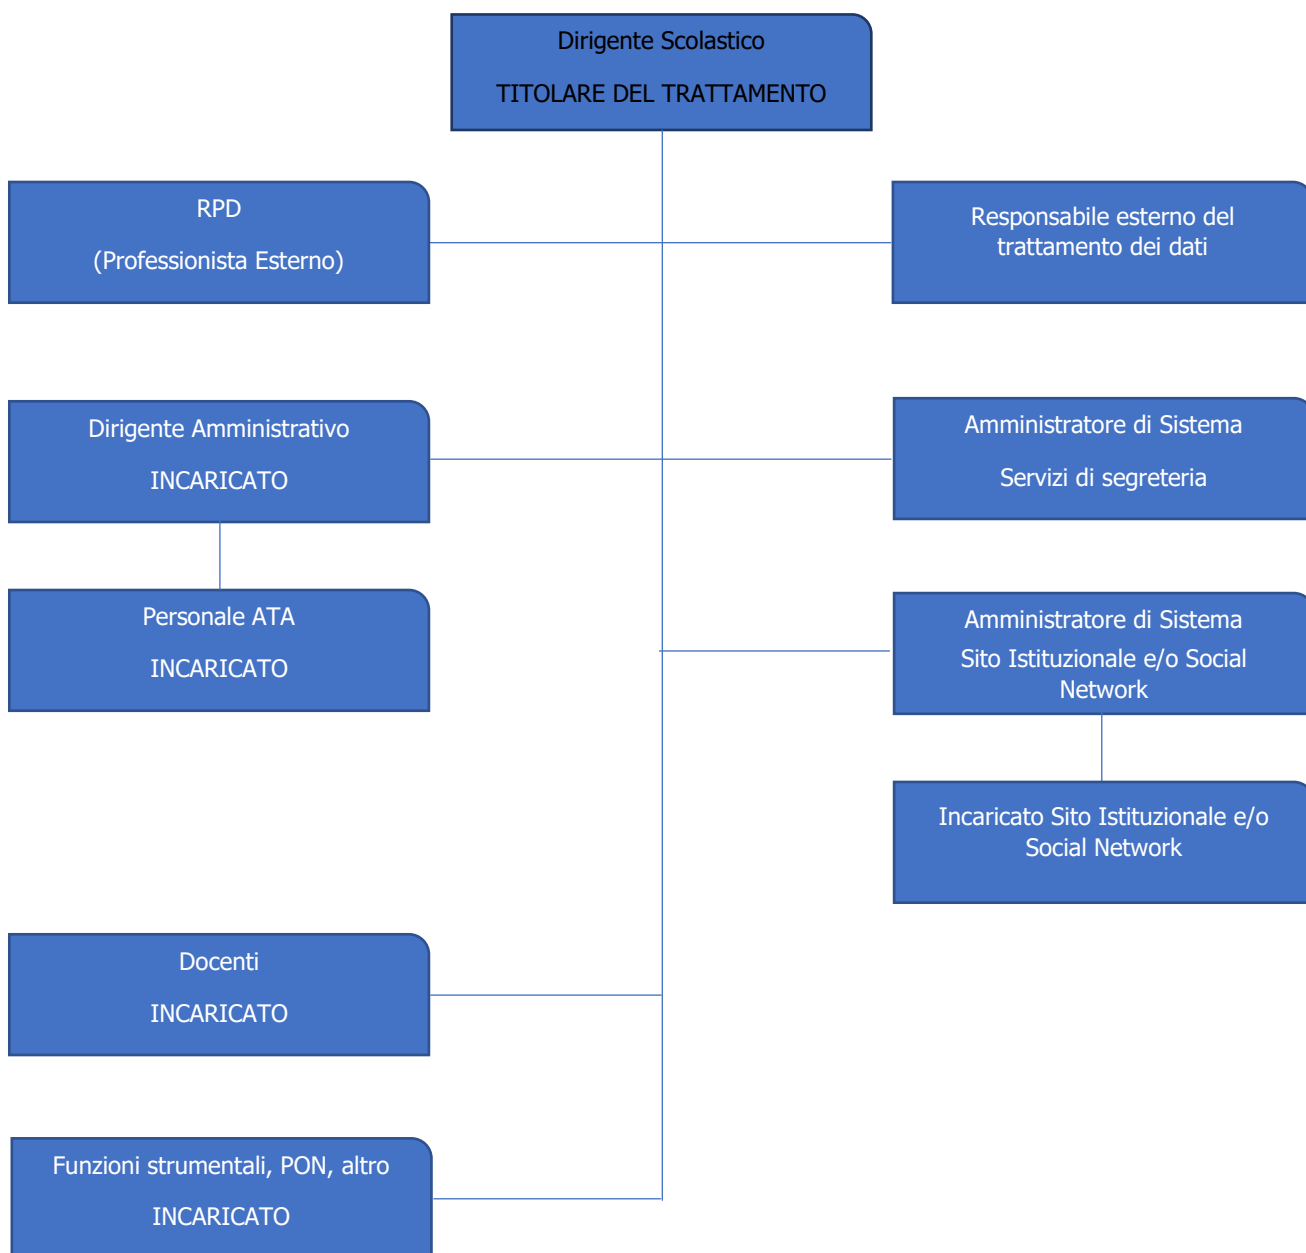 Dirigente Scolastico
TITOLARE DEL TRATTAMENTO
RPD
(Professionista Esterno)
Responsabile esterno del
trattamento dei dati
Dirigente Amministrativo
INCARICATO
Amministratore di Sistema
Servizi di segreteria
Personale ATA
INCARICATO
Amministratore di Sistema
Sito Istituzionale e/o Social
Network
Incaricato Sito Istituzionale e/o
Social Network
Docenti
INCARICATO
Funzioni strumentali, PON, altro
INCARICATO